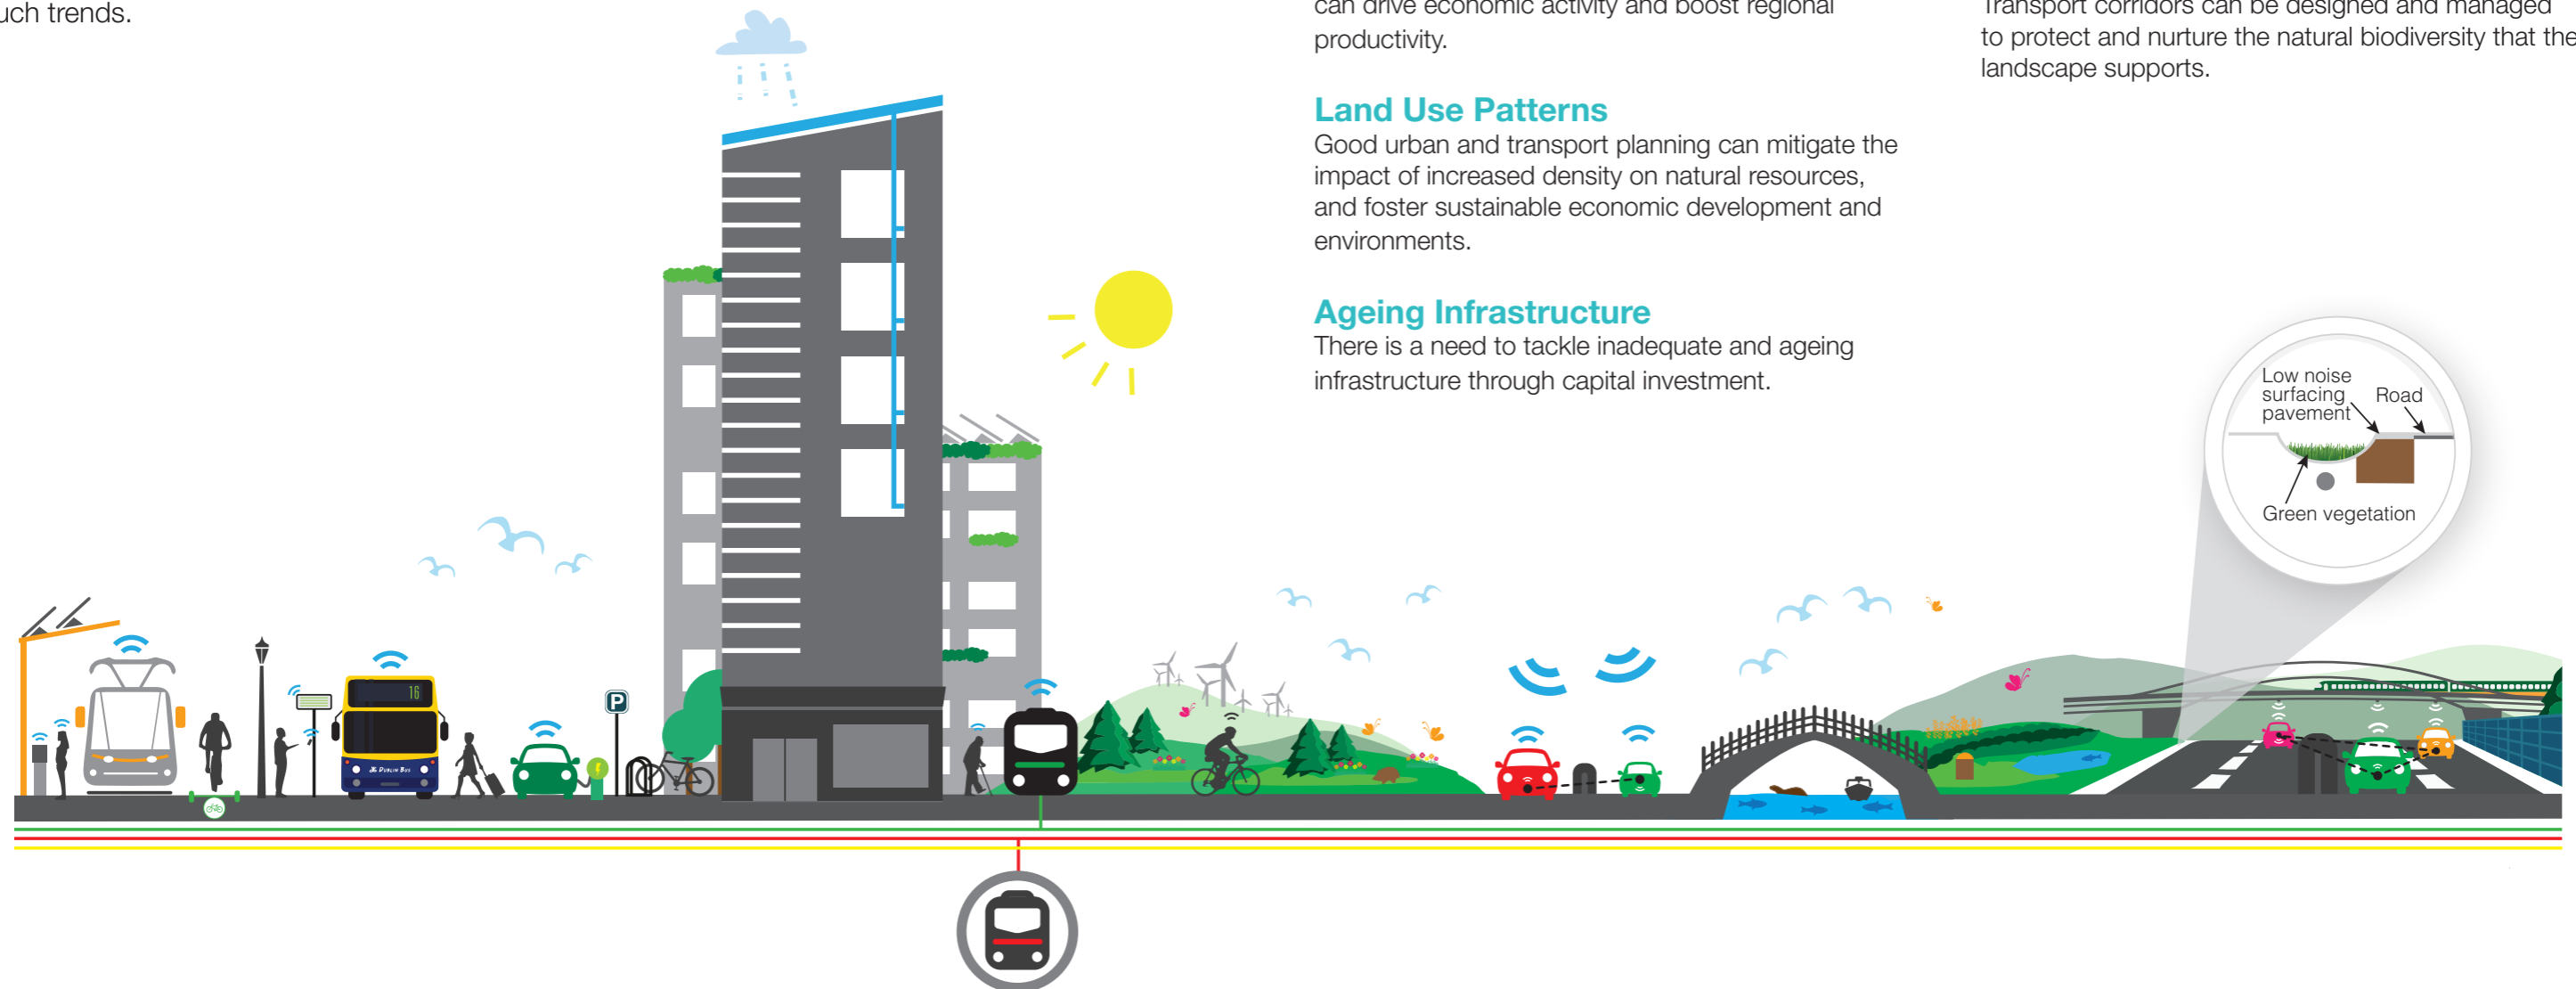 uch trends.
can drive economic activity and boost regional
productivity.
Land Use Patterns
Good urban and transport planning can mitigate the
impact of increased density on natural resources,
and foster sustainable economic development and
environments.
Ageing Infrastructure
There is a need to tackle inadequate and ageing
infrastructure through capital investment.
Transport corridors can be designed and managed
to protect and nurture the natural biodiversity that the
landscape supports.
Low noise
surfacing
pavement
Road
Green vegetation
16
Dublin Bus
P